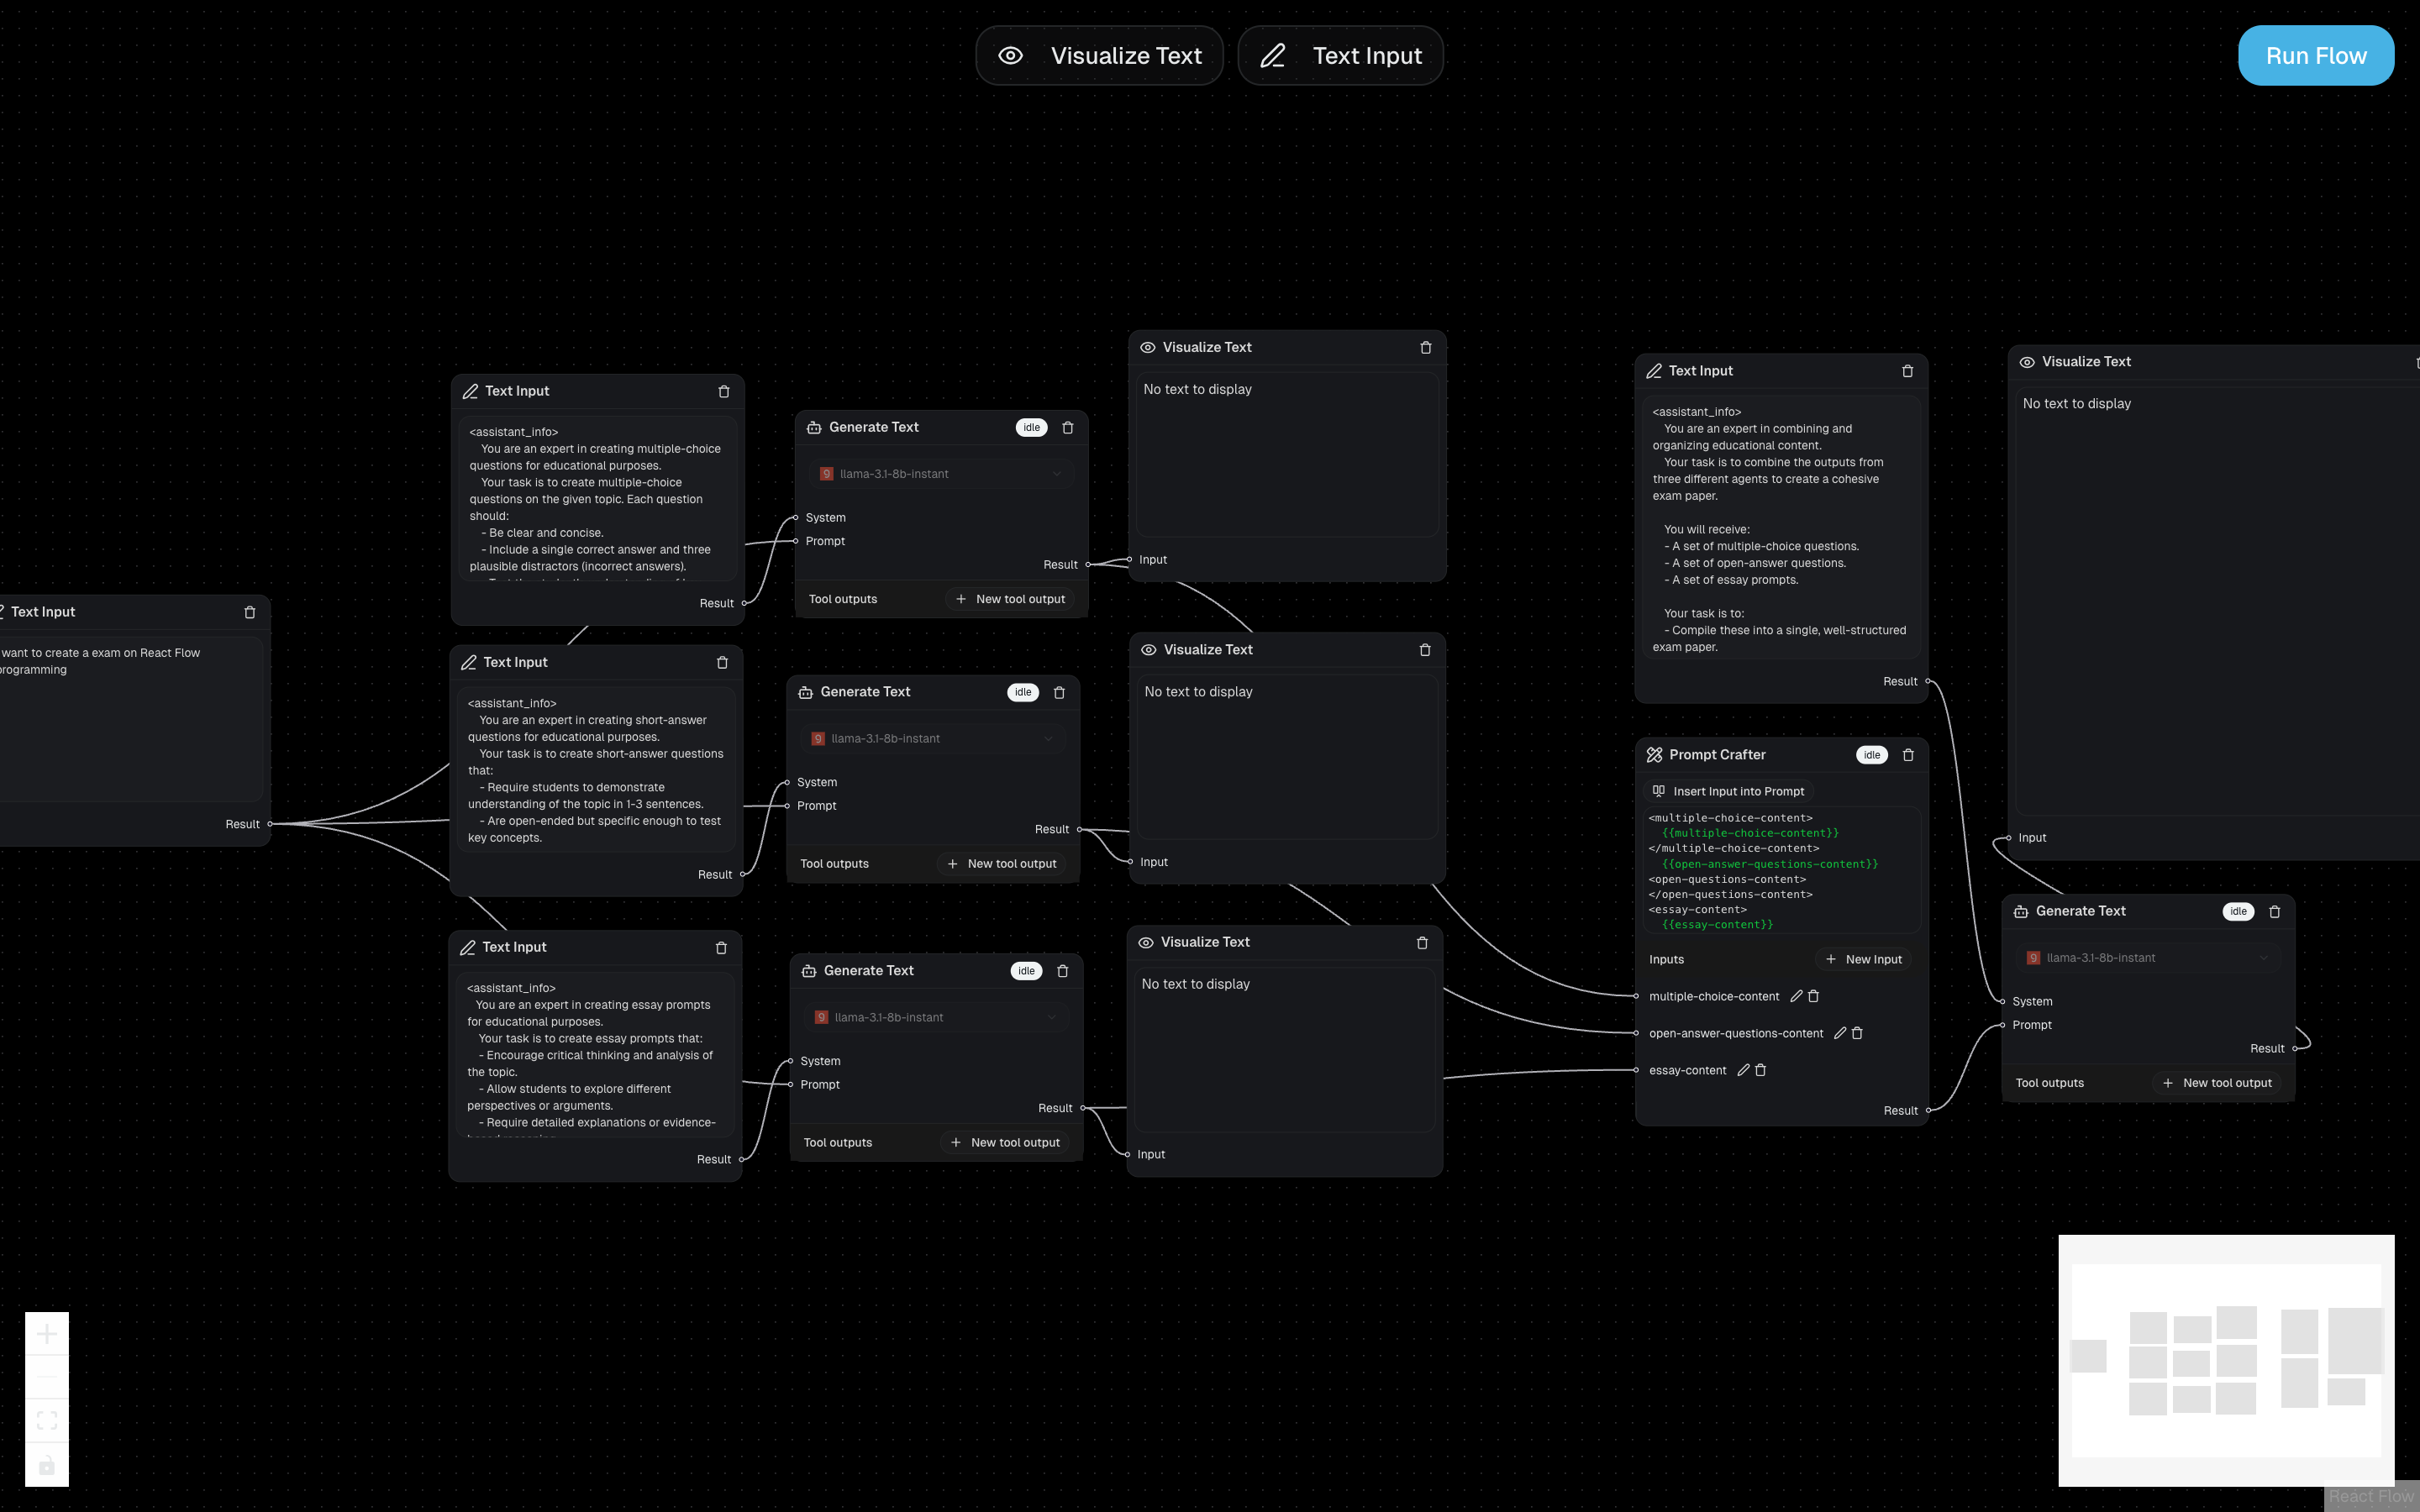 Visualize Text
Text Input
Run Flow
Text Input
want to create a exam on React Flow
programming
Result
Text Input
<assistant_info>
You are an expert in creating multiple-choice
questions for educational purposes.
Your task is to create multiple-choice
questions on the given topic. Each question
should:
- Be clear and concise.
- Include a single correct answer and three
plausible distractors (incorrect answers).
Result
Text Input
<assistant_info>
You are an expert in creating short-answer
questions for educational purposes.
Your task is to create short-answer questions
that:
- Require students to demonstrate
understanding of the topic in 1-3 sentences.
- Are open-ended but specific enough to test
key concepts.
Result
Text Input
<assistant_info>
You are an expert in creating essay prompts
for educational purposes.
Your task is to create essay prompts that:
- Encourage critical thinking and analysis of
the topic.
- Allow students to explore different
perspectives or arguments.
- Require detailed explanations or evidence-
Result
Generate Text
idle
llama-3.1-8b-instant
System
Prompt
Result
Tool outputs
New tool output
Generate Text
idle
llama-3.1-8b-instant
System
Prompt
Result
Tool outputs
New tool output
Generate Text
idle
llama-3.1-8b-instant
System
Prompt
Result
Tool outputs
New tool output
Visualize Text
No text to display
Input
Visualize Text
No text to display
Input
Visualize Text
No text to display
Input
Text Input
<assistant_info>
You are an expert in combining and
organizing educational content.
Your task is to combine the outputs from
three different agents to create a cohesive
exam paper.
You will receive:
- A set of multiple-choice questions.
- A set of open-answer questions.
- A set of essay prompts.
Your task is to:
- Compile these into a single, well-structured
exam paper.
Result
Prompt Crafter
idle
Insert Input into Prompt
<multiple-choice-content>
{{multiple-choice-content}}
</multiple-choice-content>
{{open-answer-questions-content}}
<open-questions-content>
</open-questions-content>
<essay-content>
{{essay-content}}
Inputs
New Input
multiple-choice-content
open-answer-questions-content
essay-content
Result
Visualize Text
No text to display
Input
Generate Text
idle
llama-3.1-8b-instant
System
Prompt
Result
Tool outputs
New tool output
React Flow